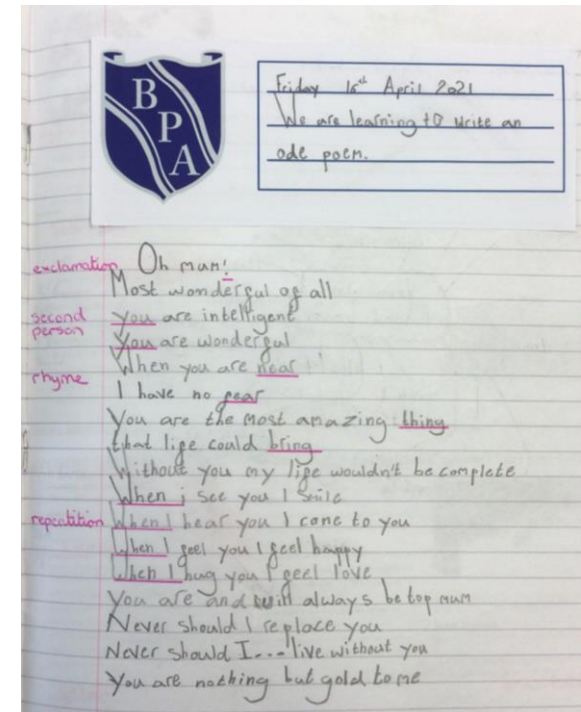 B
P
A
Friday 16th April 2021
We are learning to write an
ode poem.
exclamation Oh mum!
Most wonderful of all
second person you are intelligent
You are wonderful
When you are near
rhyme
I have no fear
You are the most amazing thing
that life could bring
Without you my life wouldn't be complete
When i see you I smile
repeatition When I hear you I come to you
When I feel you I feel happy
When I hug you I feel love
You are and will always be top mum
Never should I replace you
Never should I... live without you
You are nothing but gold to me